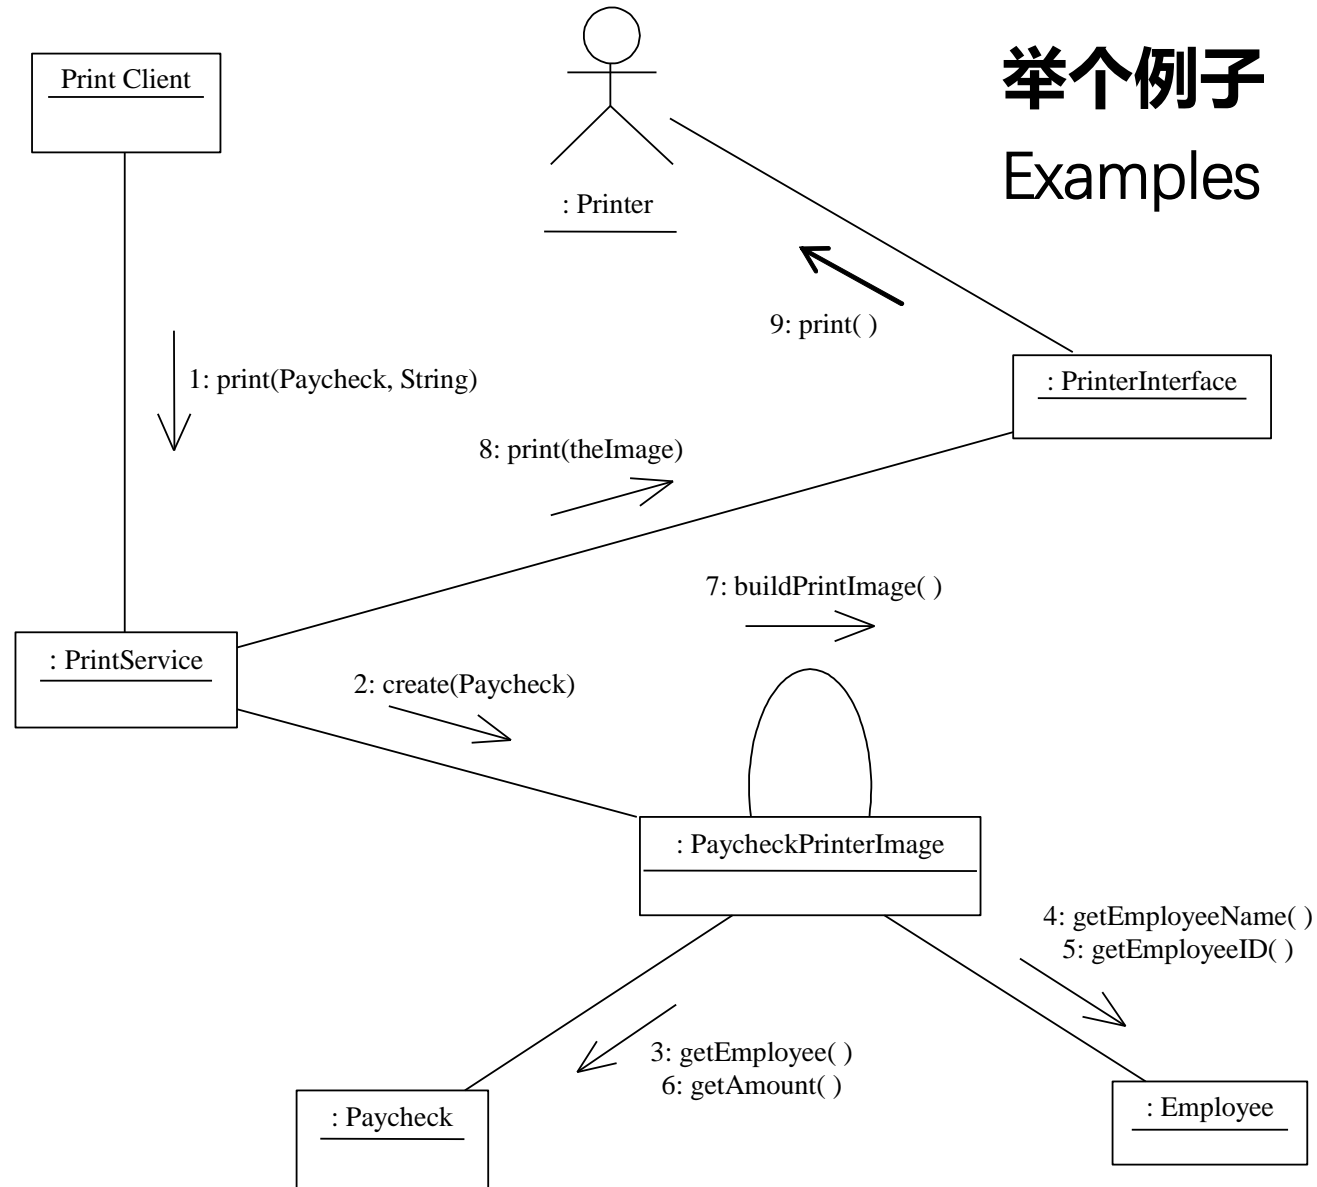 Print Client
: Printer
举个例子
Examples
9: print( )
1: print(Paycheck, String)
: PrinterInterface
8: print(theImage)
7: buildPrintImage( )
: PrintService
2: create(Paycheck)
: PaycheckPrinterImage
4: getEmployeeName( )
5: getEmployeeID( )
3: getEmployee( )
6: getAmount( )
: Paycheck
: Employee